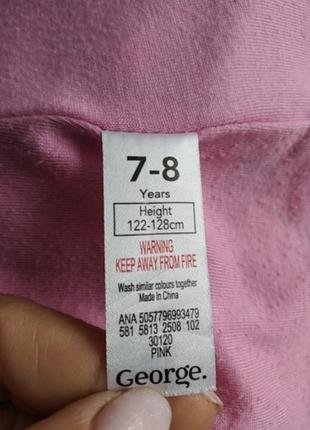 7-8
Years
Height
122-128cm
WARNING
KEEP AWAY FROM FIRE
Wash similar colours together
Made In China
ANA 5057796993479
581 5813 2508 102
30120
PINK
George.